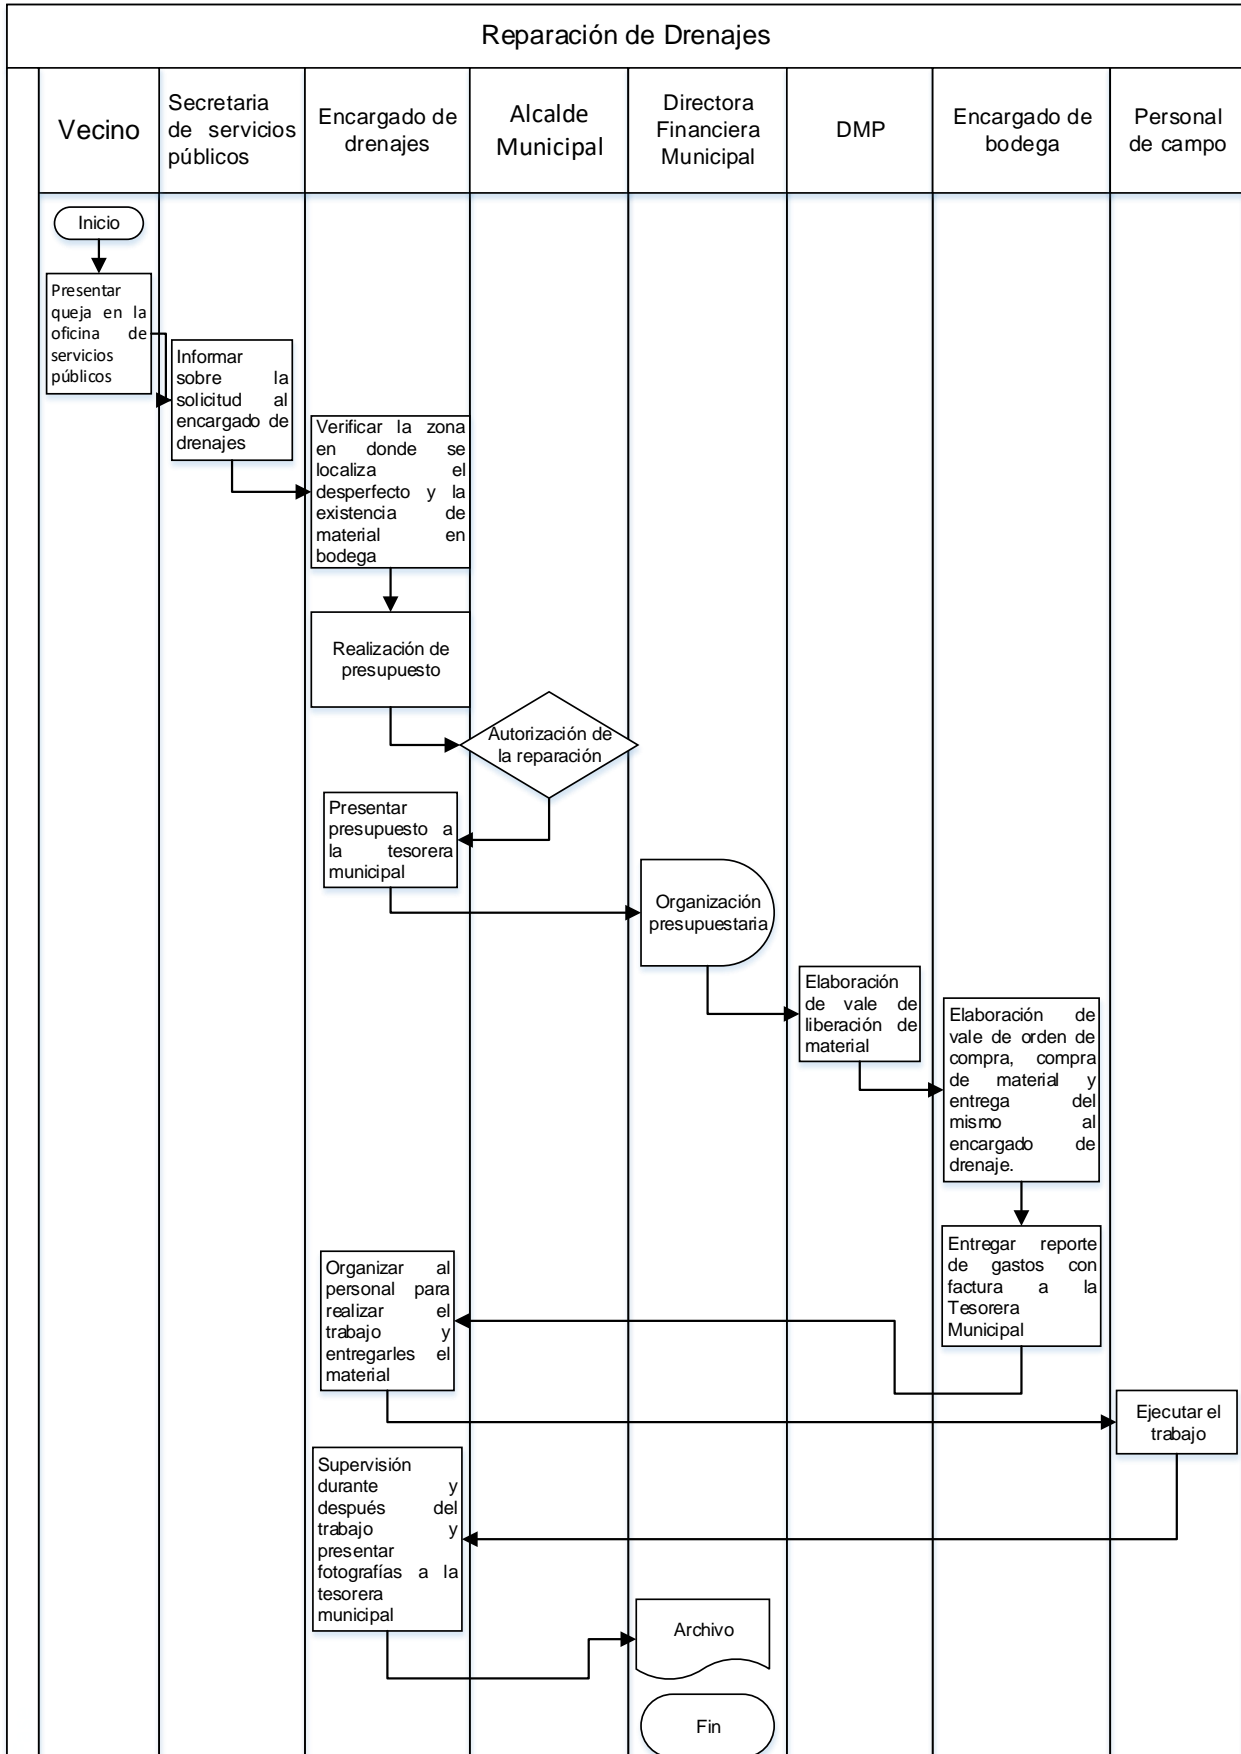 Reparación de Drenajes
Vecino
Secretaria
de servicios
públicos
Encargado de
drenajes
Alcalde
Municipal
Directora
Financiera
Municipal
DMP
Encargado de
bodega
Personal
de campo
Inicio
Presentar
queja en la
oficina de
servicios
públicos
Informar
sobre la
solicitud al
encargado de
drenajes
Verificar la zona
en donde se
localiza el
desperfecto y la
existencia de
material en
bodega
Realización de
presupuesto
Autorización de
la reparación
Presentar
presupuesto a
la tesorera
municipal
Organización
presupuestaria
Elaboración
de vale de
liberación de
material
Elaboración de
vale de orden de
compra, compra
de material y
entrega del
mismo al
encargado de
drenaje.
Entregar reporte
de gastos con
factura a la
Tesorera
Municipal
Organizar al
personal para
realizar el
trabajo y
entregarles el
material
Ejecutar el
trabajo
Supervisión
durante y
después del
trabajo y
presentar
fotografías a la
tesorera
municipal
Archivo
Fin